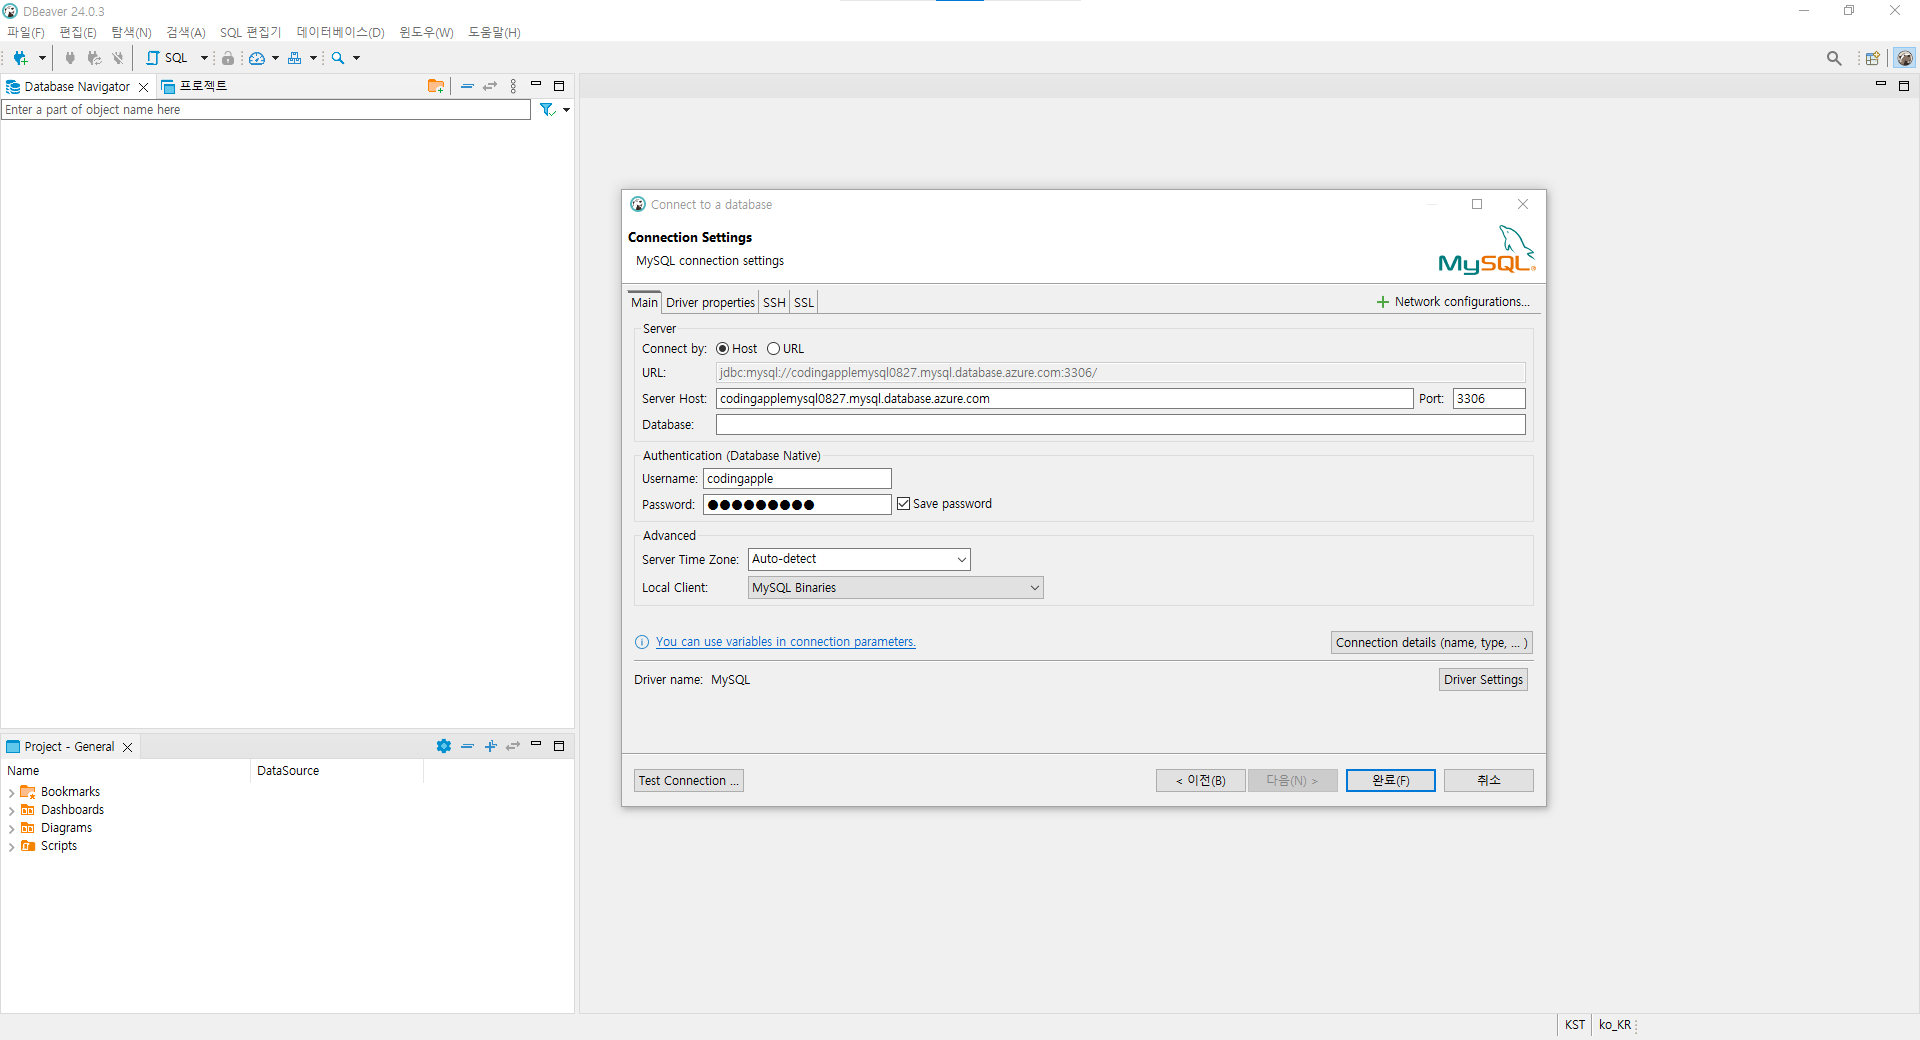 DBeaver 24.0.3
파일(F) 편집(E) 탐색(N) 검색(A) SQL 편집기 데이터베이스(D) 윈도우(W) 도움말(H)
SQL
Database Navigator 프로젝트
Enter a part of object name here
Connect to a database
Connection Settings
MySQL connection settings
MySQL
Main Driver properties SSH SSL Network configurations...
Server
Connect by: Host URL
URL: jdbc:mysql://codingapplemysql0827.mysql.database.azure.com:3306/
Server Host: codingapplemysql0827.mysql.database.azure.com Port: 3306
Database:
Authentication (Database Native)
Username: codingapple
Password: ●●●●●●●●● Save password
Advanced
Server Time Zone: Auto-detect
Local Client: MySQL Binaries
You can use variables in connection parameters. Connection details (name, type, ... )
Driver name: MySQL Driver Settings
Test Connection ... < 이전(B) 다음(N) > 완료(F) 취소
Project - General
Name DataSource
Bookmarks
Dashboards
Diagrams
Scripts
KST ko_KR